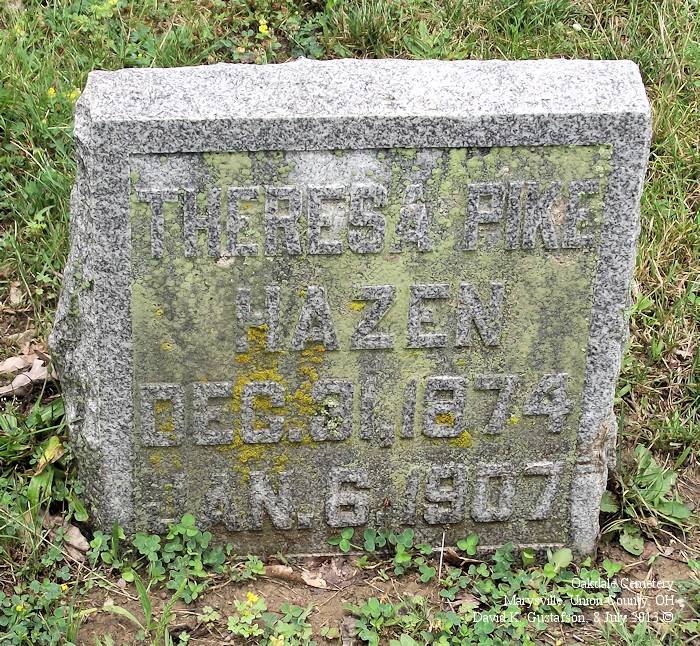 THERESA PIKE
HAZEN
DEC. 31, 1874
JAN. 6, 1907
Oakdale Cemetery
Marysville, Union County, OH
David K. Gustafson, 8 July 2013 ©